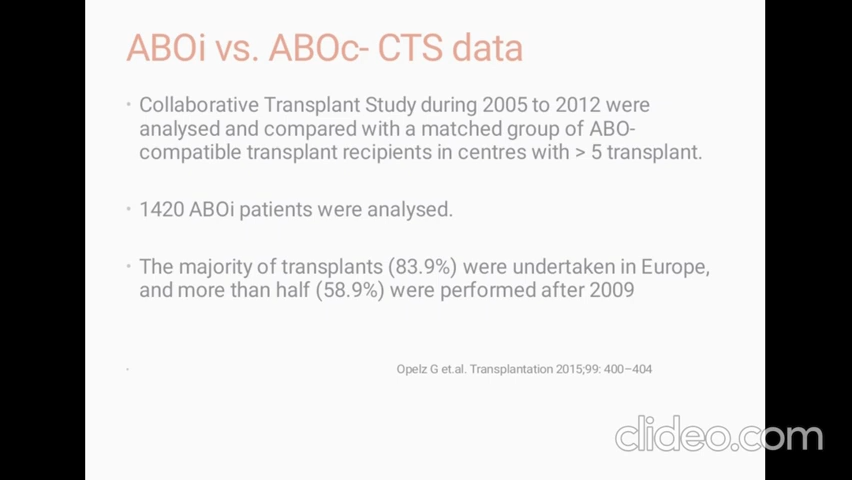 ABOi vs. ABOc- CTS data
• Collaborative Transplant Study during 2005 to 2012 were
analysed and compared with a matched group of ABO-
compatible transplant recipients in centres with > 5 transplant.
• 1420 ABOi patients were analysed.
• The majority of transplants (83.9%) were undertaken in Europe,
and more than half (58.9%) were performed after 2009
• Opelz G et.al. Transplantation 2015;99: 400–404
clideo.com